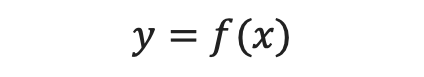 y = f(x)